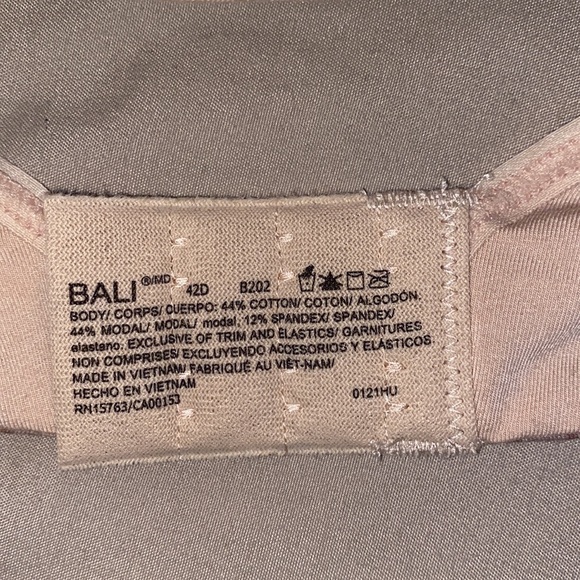 BALI ®/MD 42D B202
BODY/ CORPS/ CUERPO: 44% COTTON/ COTON/ ALGODÓN.
44% MODAL/ MODAL/ modal. 12% SPANDEX/ SPANDEX/
elastano. EXCLUSIVE OF TRIM AND ELASTICS/ GARNITURES
NON COMPRISES/ EXCLUYENDO ACCESORIOS Y ELÁSTICOS.
MADE IN VIETNAM/ FABRIQUÉ AU VIÊT-NAM/
HECHO EN VIETNAM
RN15763/CA00153 0121HU